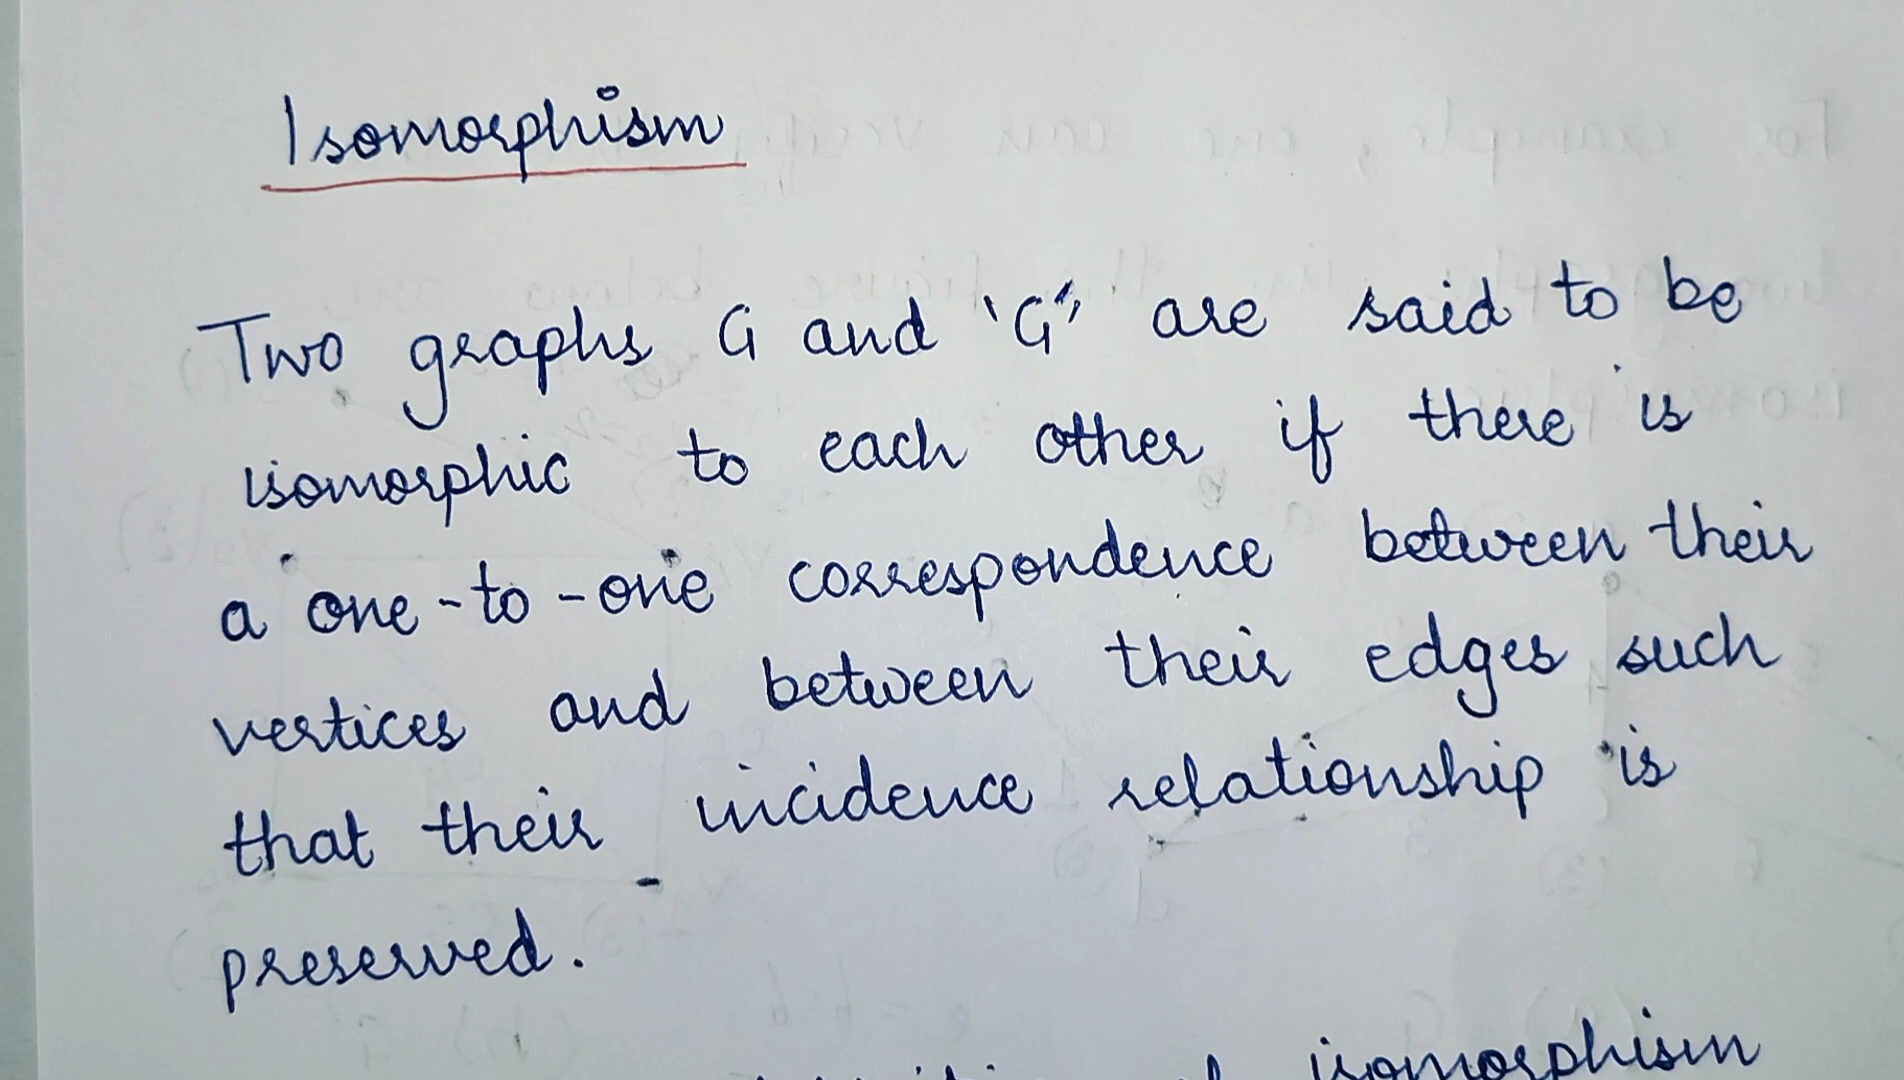 Isomorphism
Two graphs G and 'G'' are said to be
isomorphic to each other if there is
a one-to-one correspondence between their
vertices and between their edges such
that their incidence relationship is
preserved.
isomorphism